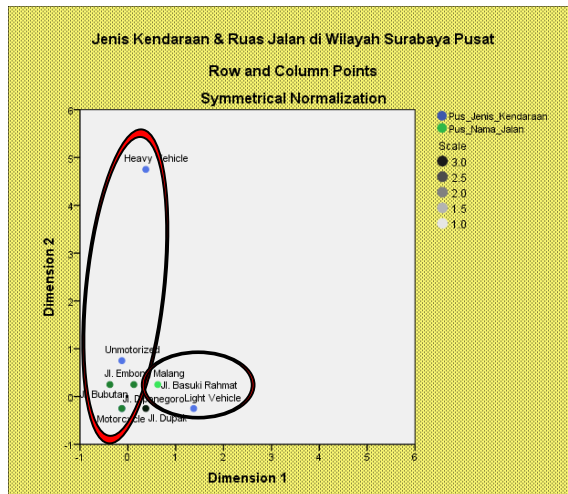 Jenis Kendaraan & Ruas Jalan di Wilayah Surabaya Pusat
Row and Column Points
Symmetrical Normalization
Pus_Jenis_Kendaraan
Pus_Nama_Jalan
Scale
3.0
2.5
2.0
1.5
1.0
Dimension 2
6
5
4
3
2
1
0
-1
Heavy Vehicle
Unmotorized
Jl. Embong Malang
Jl. Basuki Rahmat
Bubutan
Jl. Diponegoro
Light Vehicle
Motorcycle
Jl. Dupak
-1 0 1 2 3 4 5 6
Dimension 1